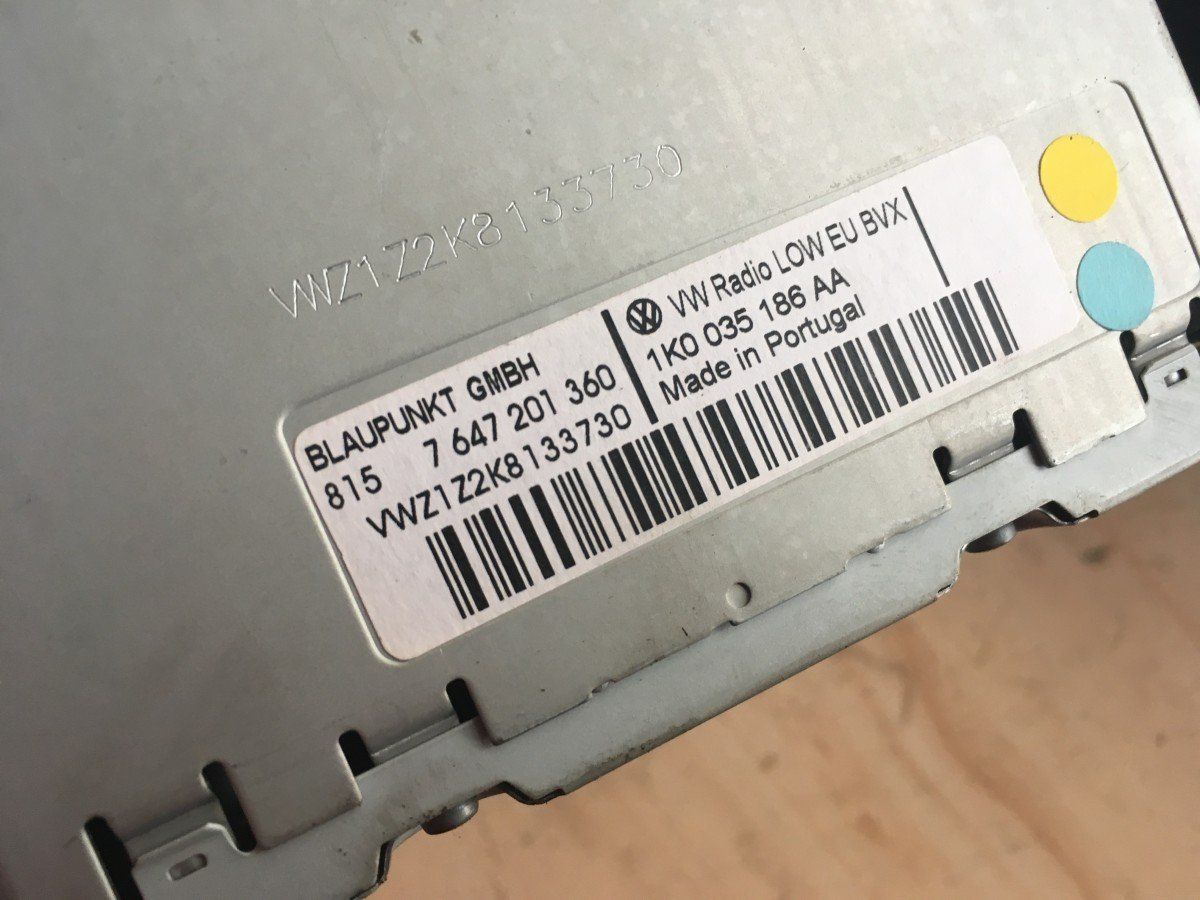 VWZ1Z2K8133730
BLAUPUNKT GMBH
815 7 647 201 360
VWZ1Z2K8133730
VW Radio LOW EU BVX
1K0 035 186 AA
Made in Portugal